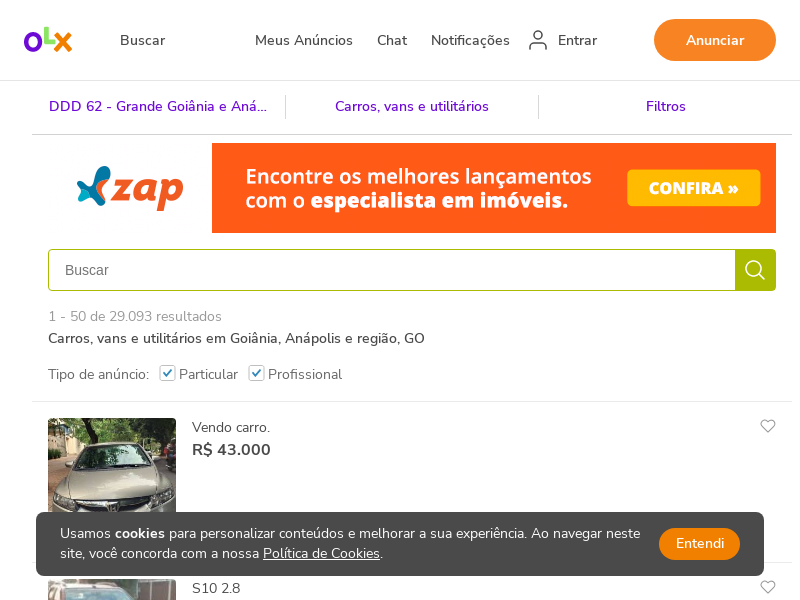 OLX Buscar Meus Anúncios Chat Notificações Entrar Anunciar
DDD 62 - Grande Goiânia e Aná... Carros, vans e utilitários Filtros
zap Encontre os melhores lançamentos
com o especialista em imóveis.
CONFIRA »
Buscar
1 - 50 de 29.093 resultados
Carros, vans e utilitários em Goiânia, Anápolis e região, GO
Tipo de anúncio: Particular Profissional
Vendo carro.
R$ 43.000
Usamos cookies para personalizar conteúdos e melhorar a sua experiência. Ao navegar neste
site, você concorda com a nossa Política de Cookies.
Entendi
S10 2.8